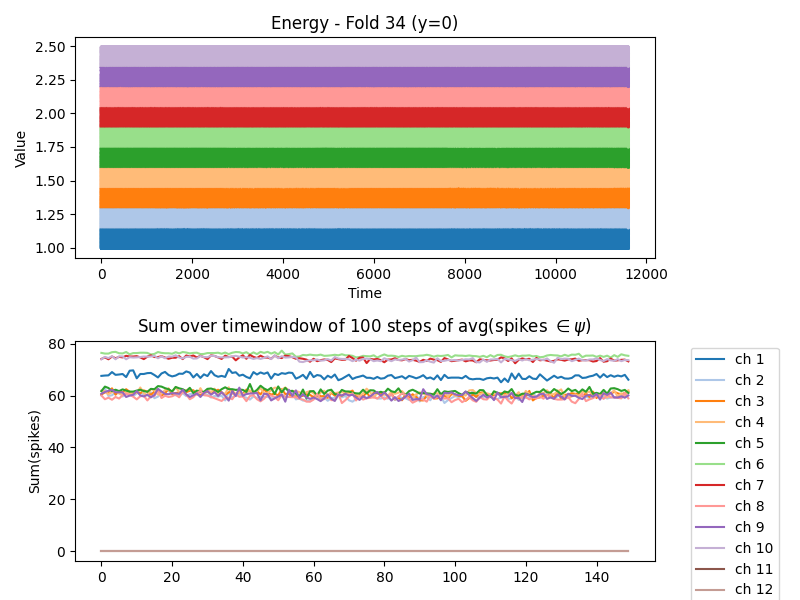 Energy - Fold 34 (y=0)
2.50
2.25
2.00
1.75
1.50
1.25
1.00
Value
0 2000 4000 6000 8000 10000 12000
Time
Sum over timewindow of 100 steps of avg(spikes ∈ ψ)
80
60
40
20
0
Sum(spikes)
0 20 40 60 80 100 120 140
ch 1
ch 2
ch 3
ch 4
ch 5
ch 6
ch 7
ch 8
ch 9
ch 10
ch 11
ch 12